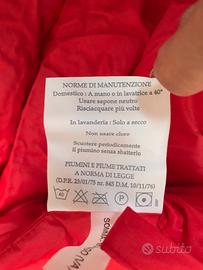 NORME DI MANUTENZIONE
Domestico : A mano o in lavatrice a 40°
Usare sapone neutro
Risciacquare più volte
In lavanderia : Solo a secco
Non usare cloro
Scuotere periodicamente
il piumino senza sbatterlo
PIUMINI E PIUME TRATTATI
A NORMA DI LEGGE
(D.P.R. 23/01/75 nr. 845 D.M. 10/11/76)
40
P
subito